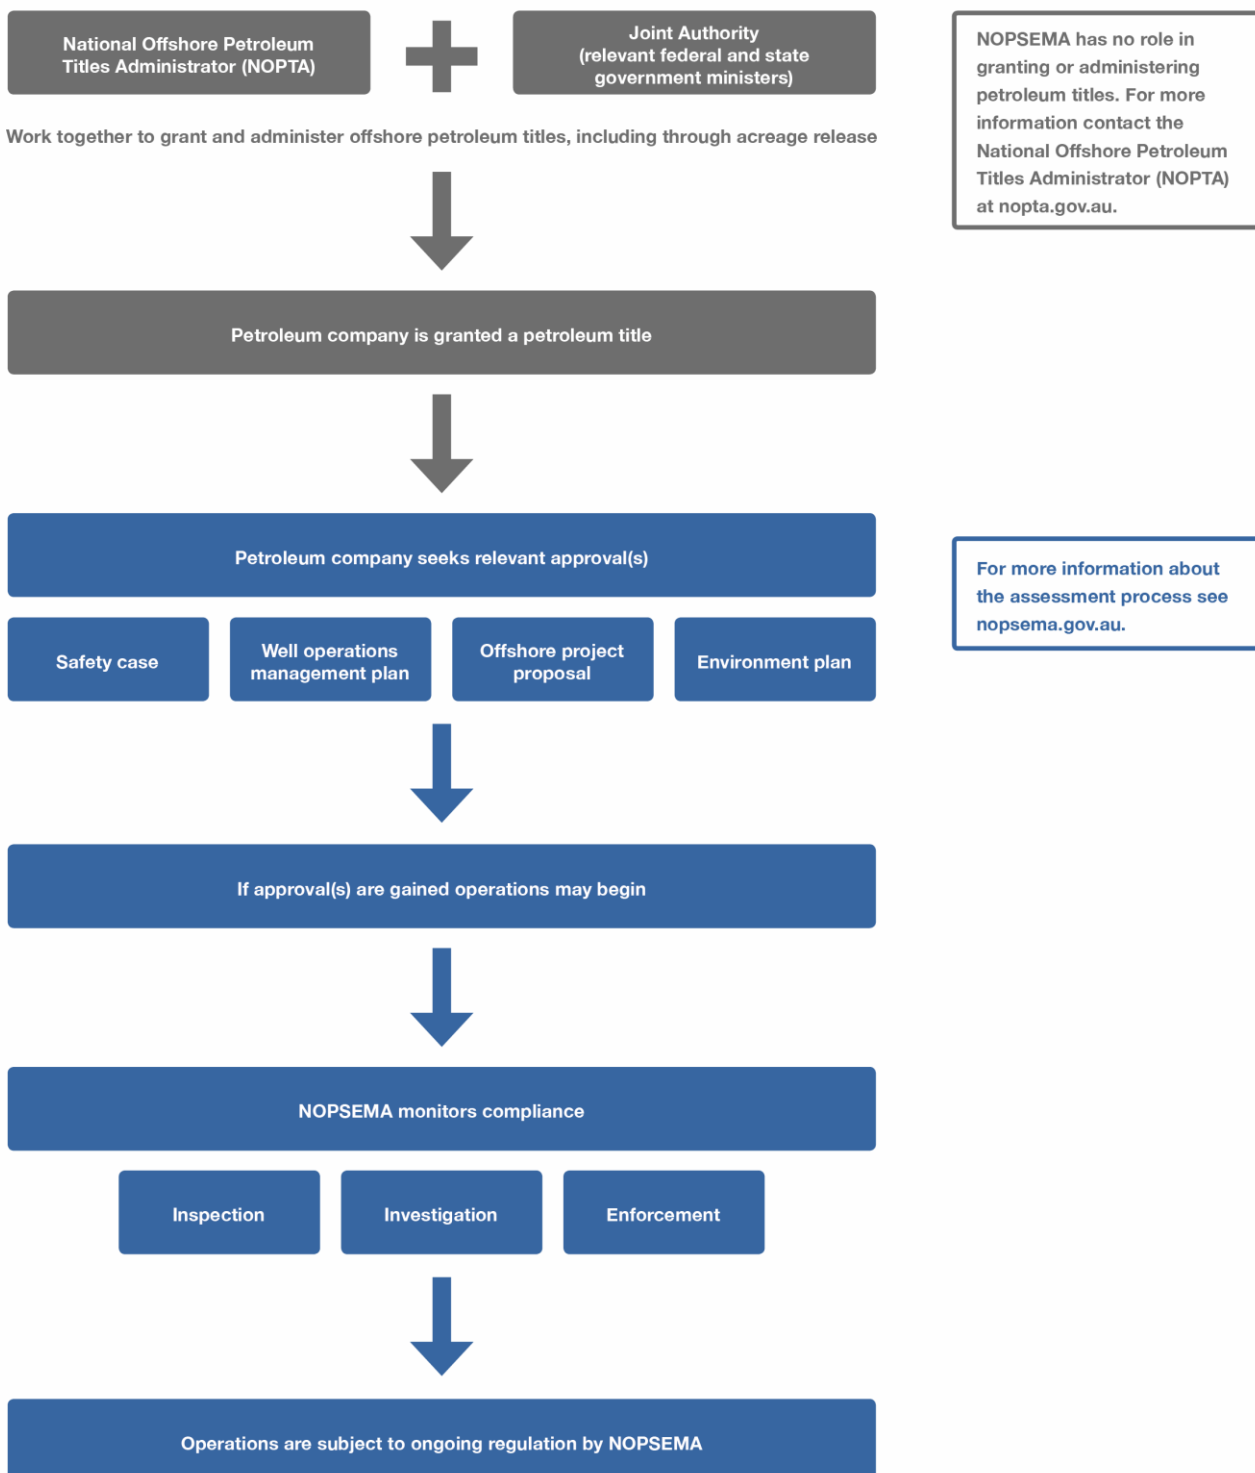 National Offshore Petroleum
Titles Administrator (NOPTA)
Joint Authority
(relevant federal and state
government ministers)
Work together to grant and administer offshore petroleum titles, including through acreage release
NOPSEMA has no role in
granting or administering
petroleum titles. For more
information contact the
National Offshore Petroleum
Titles Administrator (NOPTA)
at nopta.gov.au.
Petroleum company is granted a petroleum title
Petroleum company seeks relevant approval(s)
For more information about
the assessment process see
nopsema.gov.au.
Safety case
Well operations
management plan
Offshore project
proposal
Environment plan
If approval(s) are gained operations may begin
NOPSEMA monitors compliance
Inspection
Investigation
Enforcement
Operations are subject to ongoing regulation by NOPSEMA